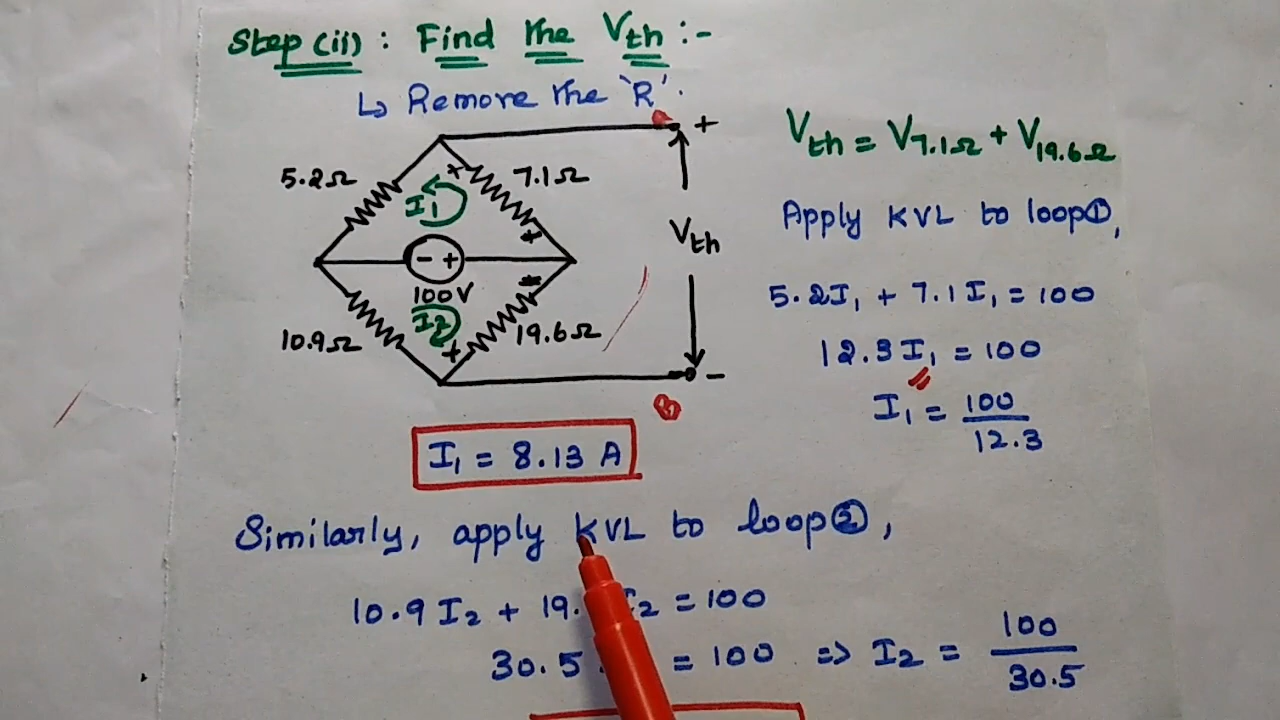 Step (ii) : Find the Vth :-
↳ Remove the 'R'.
+
5.2Ω
7.1Ω
+
I₁
+
Vth = V7.1Ω + V19.6Ω
Apply KVL to loop①,
Vth
- +
100V
I₂
10.9Ω
19.6Ω
+
-
5.2I₁ + 7.1I₁ = 100
12.3I₁ = 100
I₁ = 100/12.3
I₁ = 8.13 A
Similarly, apply KVL to loop②,
10.9I₂ + 19. I₂ = 100
30.5 = 100 ⇒ I₂ = 100/30.5